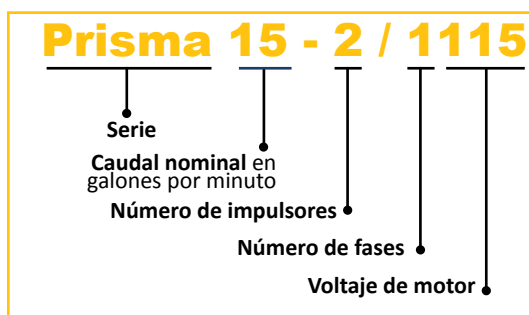 Prisma 15 - 2 / 1115
Serie
Caudal nominal en
galones por minuto
Número de impulsores
Número de fases
Voltaje de motor